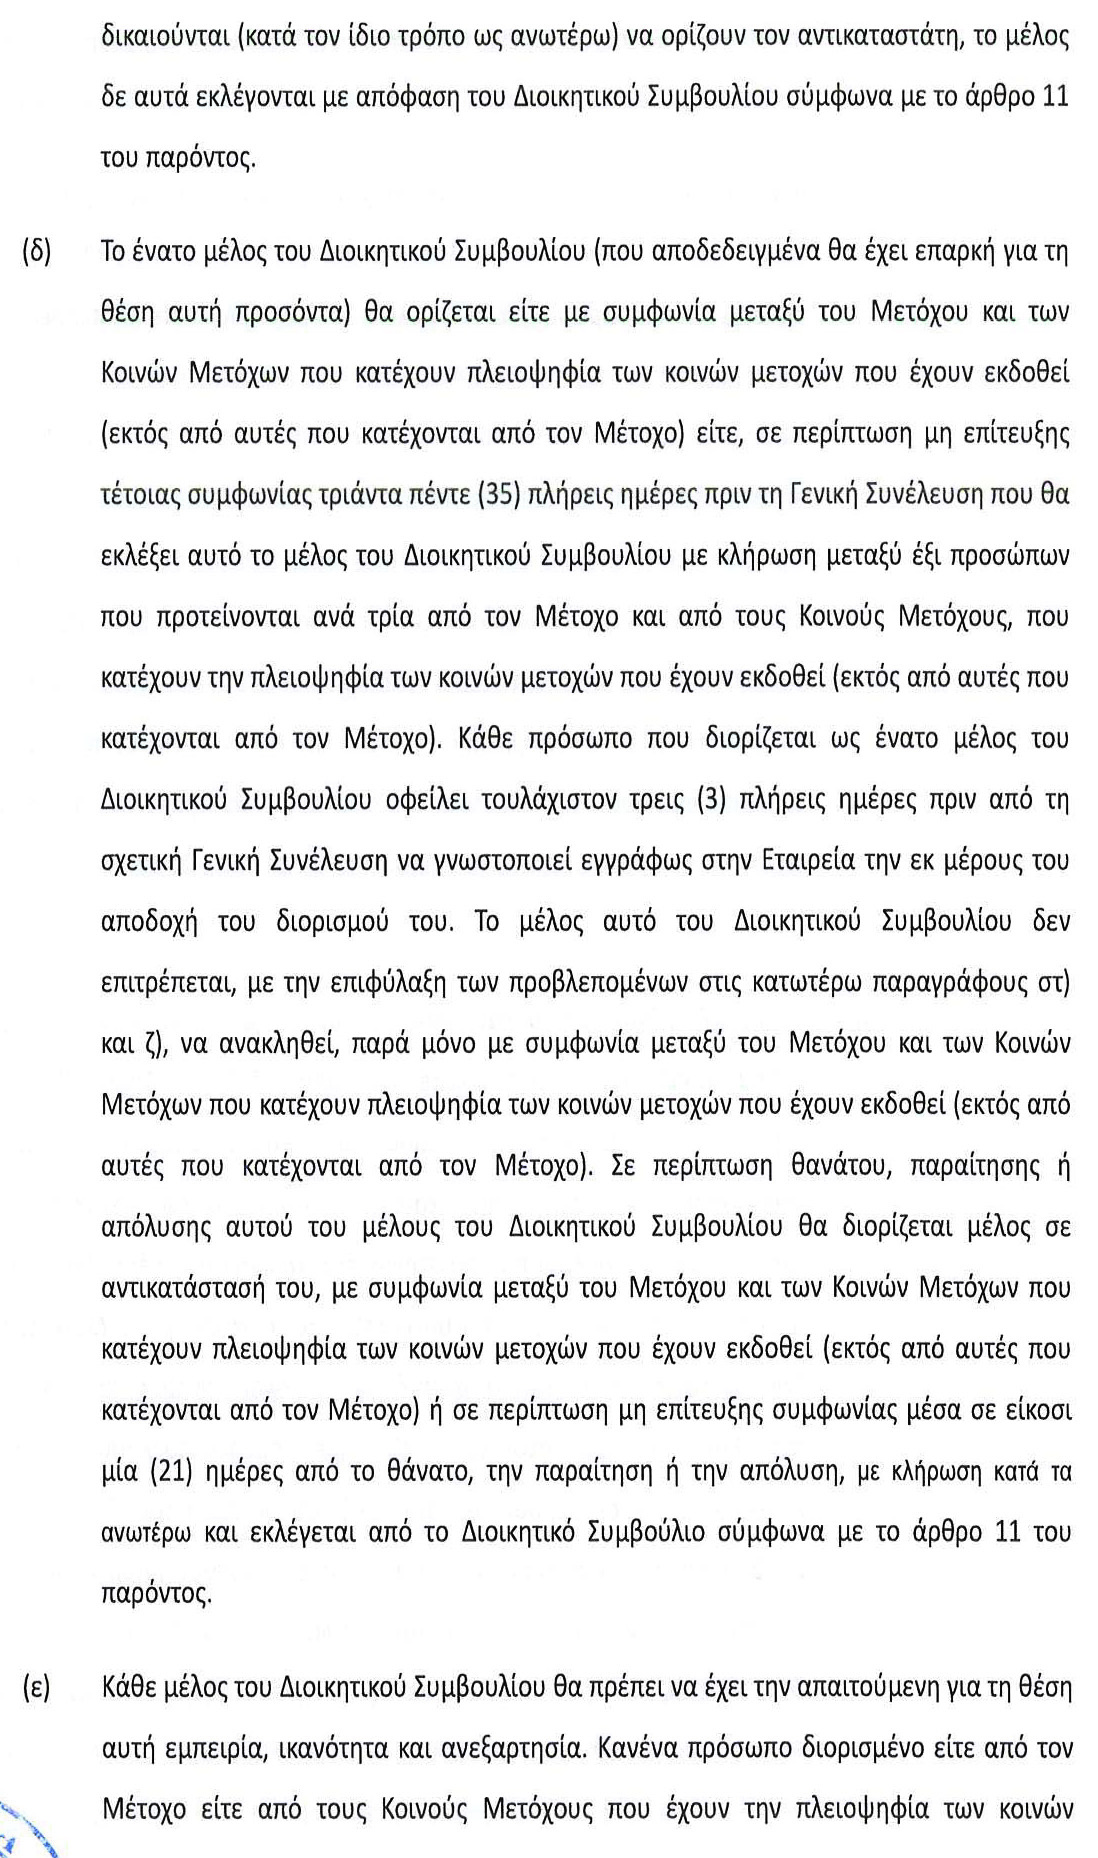 δικαιούνται (κατά τον ίδιο τρόπο ως ανωτέρω) να ορίζουν τον αντικαταστάτη, το μέλος
δε αυτά εκλέγονται με απόφαση του Διοικητικού Συμβουλίου σύμφωνα με το άρθρο 11
του παρόντος.
(δ) Το ένατο μέλος του Διοικητικού Συμβουλίου (που αποδεδειγμένα θα έχει επαρκή για τη
θέση αυτή προσόντα) θα ορίζεται είτε με συμφωνία μεταξύ του Μετόχου και των
Κοινών Μετόχων που κατέχουν πλειοψηφία των κοινών μετοχών που έχουν εκδοθεί
(εκτός από αυτές που κατέχονται από τον Μέτοχο) είτε, σε περίπτωση μη επίτευξης
τέτοιας συμφωνίας τριάντα πέντε (35) πλήρεις ημέρες πριν τη Γενική Συνέλευση που θα
εκλέξει αυτό το μέλος του Διοικητικού Συμβουλίου με κλήρωση μεταξύ έξι προσώπων
που προτείνονται ανά τρία από τον Μέτοχο και από τους Κοινούς Μετόχους, που
κατέχουν την πλειοψηφία των κοινών μετοχών που έχουν εκδοθεί (εκτός από αυτές που
κατέχονται από τον Μέτοχο). Κάθε πρόσωπο που διορίζεται ως ένατο μέλος του
Διοικητικού Συμβουλίου οφείλει τουλάχιστον τρεις (3) πλήρεις ημέρες πριν από τη
σχετική Γενική Συνέλευση να γνωστοποιεί εγγράφως στην Εταιρεία την εκ μέρους του
αποδοχή του διορισμού του. Το μέλος αυτό του Διοικητικού Συμβουλίου δεν
επιτρέπεται, με την επιφύλαξη των προβλεπομένων στις κατωτέρω παραγράφους στ)
και ζ), να ανακληθεί, παρά μόνο με συμφωνία μεταξύ του Μετόχου και των Κοινών
Μετόχων που κατέχουν πλειοψηφία των κοινών μετοχών που έχουν εκδοθεί (εκτός από
αυτές που κατέχονται από τον Μέτοχο). Σε περίπτωση θανάτου, παραίτησης ή
απόλυσης αυτού του μέλους του Διοικητικού Συμβουλίου θα διορίζεται μέλος σε
αντικατάστασή του, με συμφωνία μεταξύ του Μετόχου και των Κοινών Μετόχων που
κατέχουν πλειοψηφία των κοινών μετοχών που έχουν εκδοθεί (εκτός από αυτές που
κατέχονται από τον Μέτοχο) ή σε περίπτωση μη επίτευξης συμφωνίας μέσα σε είκοσι
μία (21) ημέρες από το θάνατο, την παραίτηση ή την απόλυση, με κλήρωση κατά τα
ανωτέρω και εκλέγεται από το Διοικητικό Συμβούλιο σύμφωνα με το άρθρο 11 του
παρόντος.
(ε) Κάθε μέλος του Διοικητικού Συμβουλίου θα πρέπει να έχει την απαιτούμενη για τη θέση
αυτή εμπειρία, ικανότητα και ανεξαρτησία. Κανένα πρόσωπο διορισμένο είτε από τον
Μέτοχο είτε από τους Κοινούς Μετόχους που έχουν την πλειοψηφία των κοινών